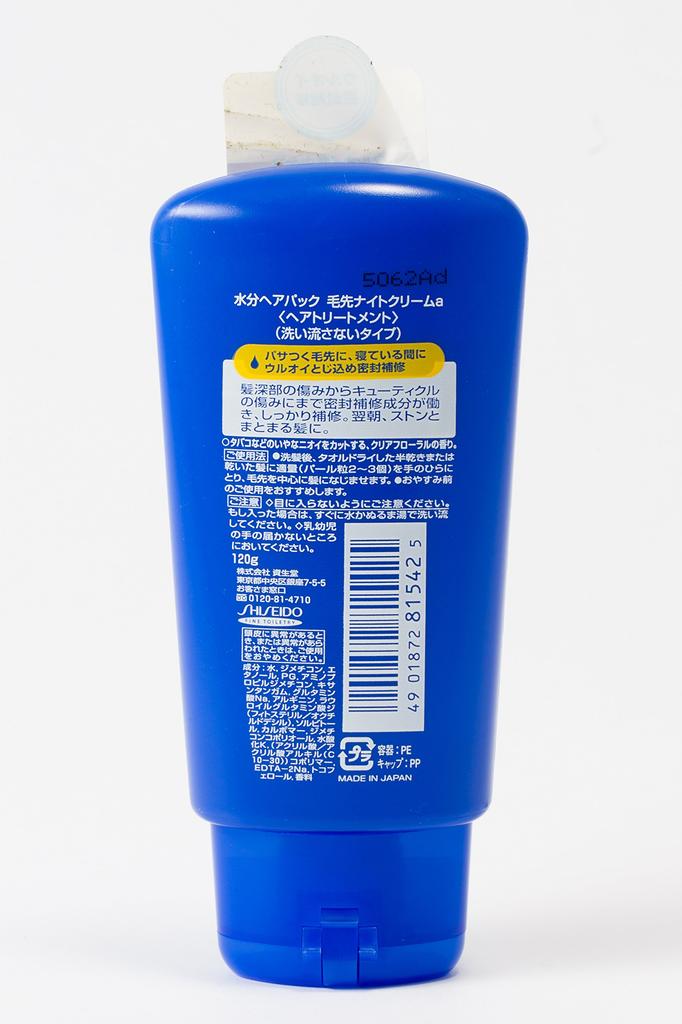 5062Ad
水分ヘアパック 毛先ナイトクリームa
〈ヘアトリートメント〉
(洗い流さないタイプ)
パサつく毛先に、寝ている間に
ウルオイとじ込め密封補修
髪深部の傷みからキューティクル
の傷みにまで密封補修成分が働
き、しっかり補修。翌朝、ストンと
まとまる髪に。
○タバコなどのいやなニオイをカットする、クリアフローラルの香り。
ご使用法 ●洗髪後、タオルドライした半乾きまたは
乾いた髪に適量(パール粒2〜3個)を手のひらに
とり、毛先を中心に髪になじませます。●おやすみ前
のご使用をおすすめします。
ご注意 ◇目に入らないようにご注意ください。
もし入った場合は、すぐに水かぬるま湯で洗い流
してください。◇乳幼児
の手の届かないところ
においてください。
120g
株式会社 資生堂
東京都中央区銀座7-5-5
お客さま窓口
0120-81-4710
SHISEIDO
FINE TOILETRY
頭皮に異常があると
き、または異常があら
われたときは、ご使用
をおやめください。
成分:水、ジメチコン、エ
タノール、PG、アミノプ
ロピルジメチコン、キサ
ンタンガム、グルタミン
酸Na、アルギニン、ラウ
ロイルグルタミン酸ジ
(フィトステリル/オクチ
ルドデシル)、ソルビトー
ル、カルボマー、ジメチ
コンコポリオール、水酸
化K、(アクリル酸/ア
クリル酸アルキル(C
10-30))コポリマー、
EDTA-2Na、トコフ
ェロール、香料
4901872815425
プラ
容器:PE
キャップ:PP
MADE IN JAPAN